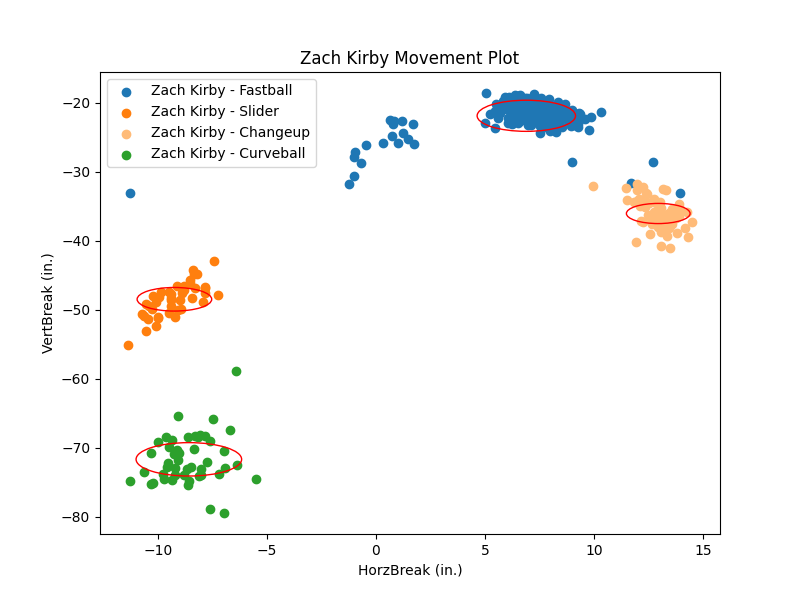 Zach Kirby Movement Plot
Zach Kirby - Fastball
Zach Kirby - Slider
Zach Kirby - Changeup
Zach Kirby - Curveball
VertBreak (in.)
−20
−30
−40
−50
−60
−70
−80
−10
−5
0
5
10
15
HorzBreak (in.)